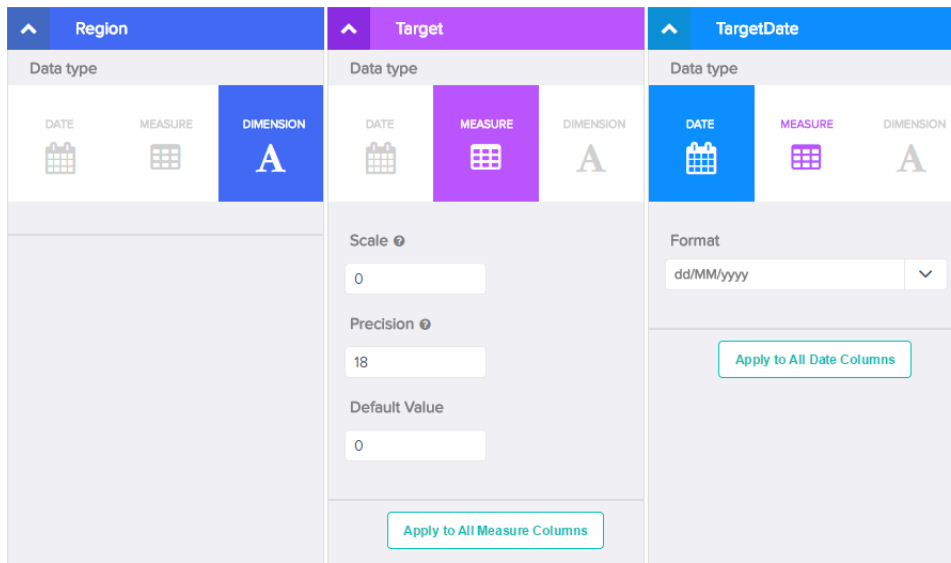 Region
Data type
DATE
MEASURE
DIMENSION
A
Target
Data type
DATE
MEASURE
DIMENSION
A
Scale ?
0
Precision ?
18
Default Value
0
Apply to All Measure Columns
TargetDate
Data type
DATE
MEASURE
DIMENSION
A
Format
dd/MM/yyyy
Apply to All Date Columns